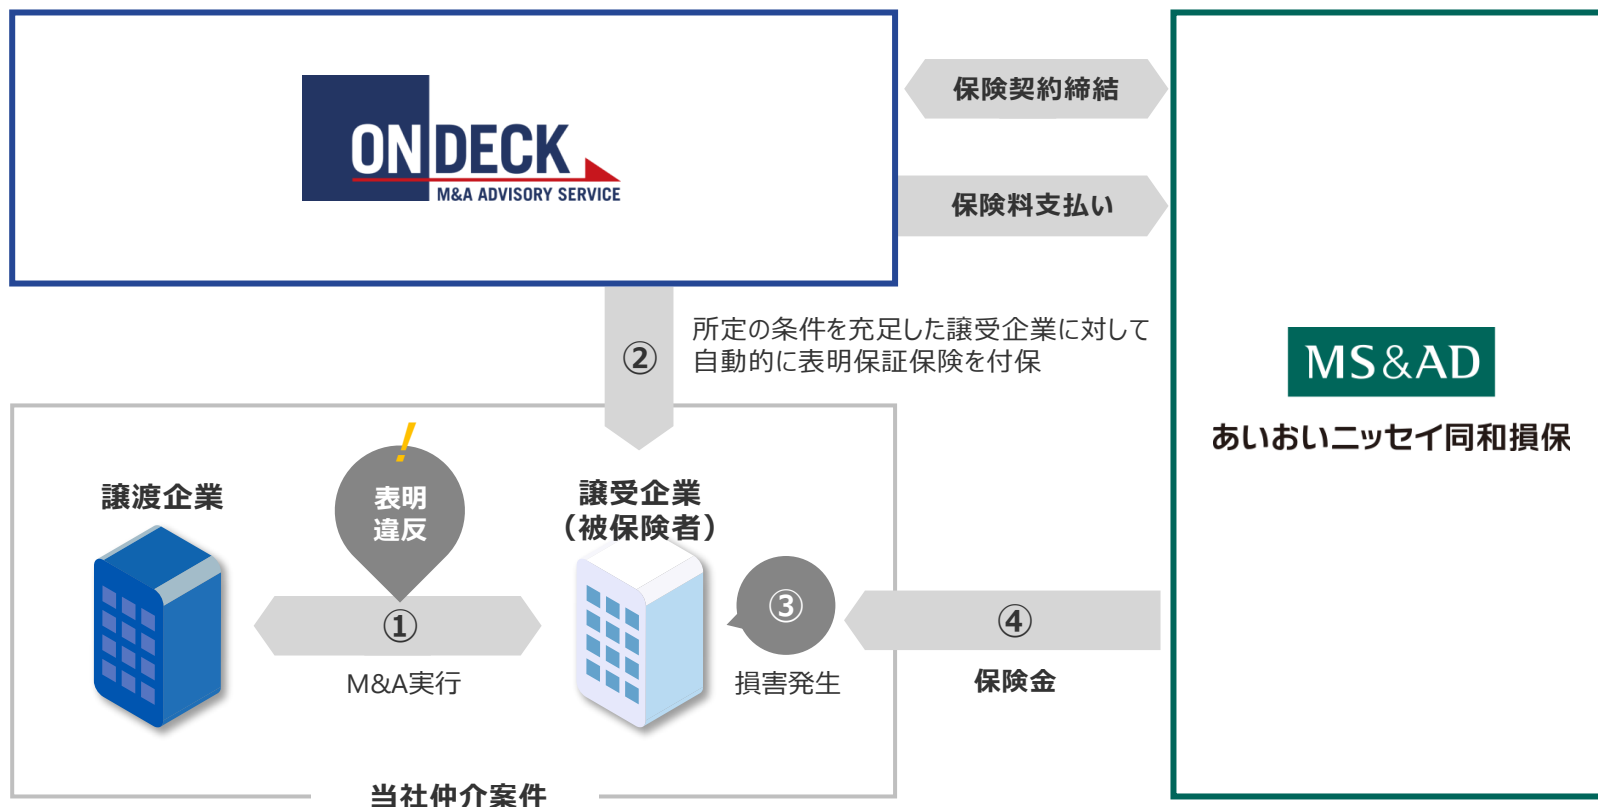 ON DECK
M&A ADVISORY SERVICE
保険契約締結
保険料支払い
②
所定の条件を充足した譲受企業に対して
自動的に表明保証保険を付保
MS&AD
あいおいニッセイ同和損保
譲渡企業
!
表明
違反
譲受企業
（被保険者）
①
M&A実行
③
損害発生
④
保険金
当社仲介案件